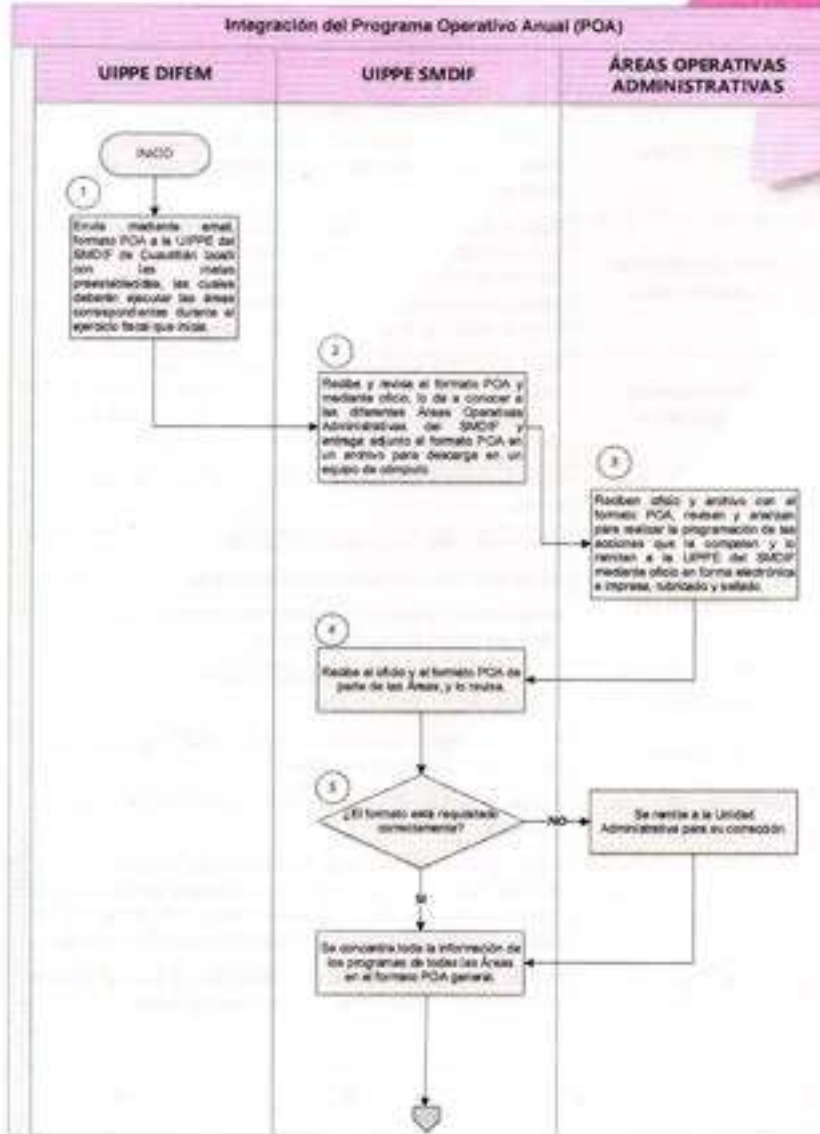 Integración del Programa Operativo Anual (POA)
UIPPE DIFEM
UIPPE SMDIF
ÁREAS OPERATIVAS
ADMINISTRATIVAS
INICIO
1
Envía mediante email,
formato POA a la UIPPE del
SMDIF de Cuautitlán Izcalli
con las metas
preestablecidas, las cuales
deberán ejecutar las áreas
correspondientes durante el
ejercicio fiscal que inicia.
2
Recibe y revisa el formato POA y
mediante oficio, lo da a conocer a
las diferentes Áreas Operativas
Administrativas del SMDIF y
entrega adjunto el formato POA en
un archivo para descarga en un
equipo de cómputo.
3
Reciben oficio y archivo con el
formato POA, revisan y analizan
para realizar la programación de las
acciones que le competen y lo
remiten a la UIPPE del SMDIF
mediante oficio en forma electrónica
e impresa, rubricado y sellado.
4
Recibe el oficio y el formato POA de
parte de las Áreas, y lo revisa.
5
¿El formato está requisitado
correctamente?
NO
Se remite a la Unidad
Administrativa para su corrección.
SI
Se concentra toda la información de
los programas de todas las Áreas
en el formato POA general.